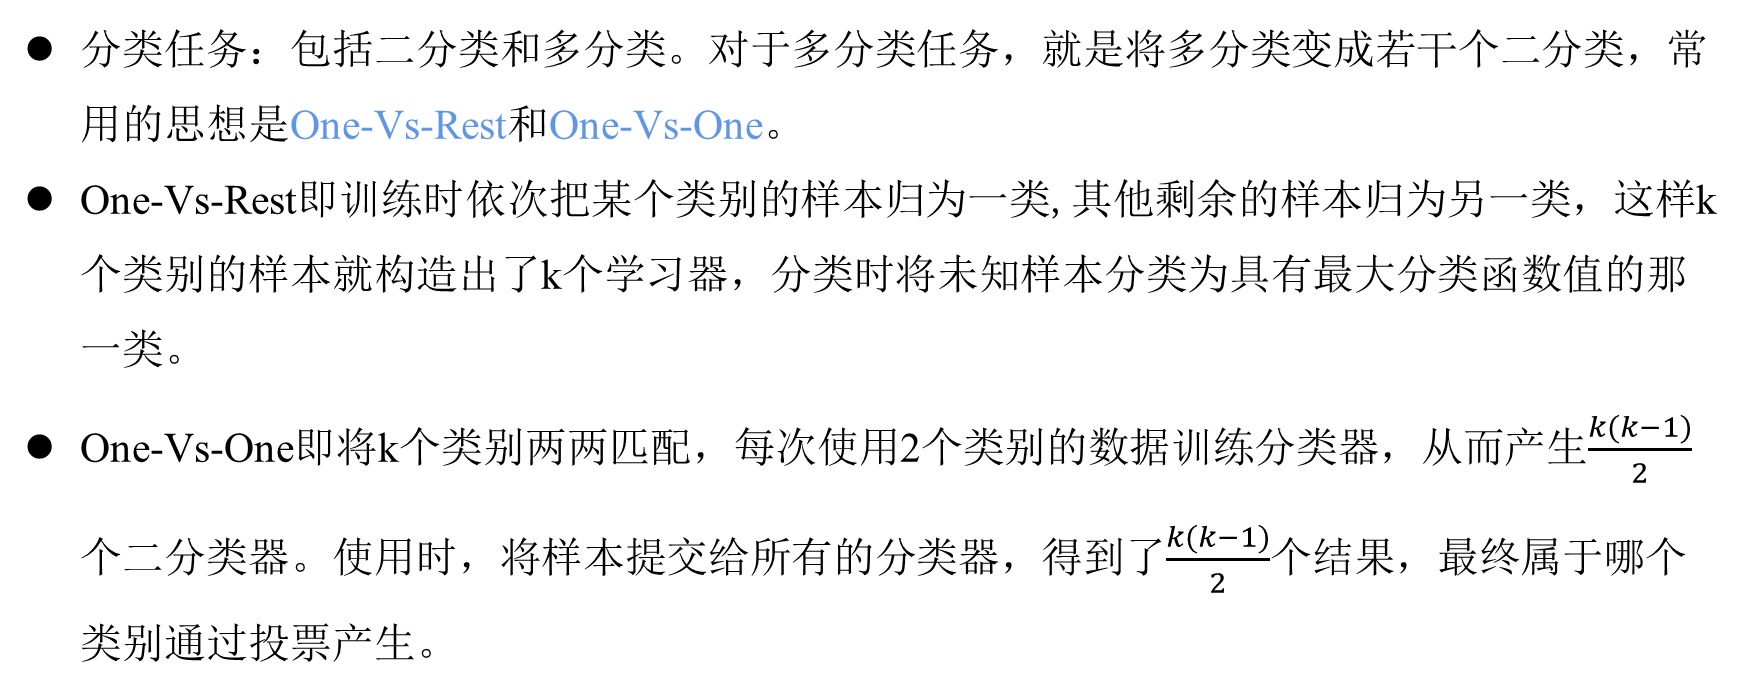 ● 分类任务：包括二分类和多分类。对于多分类任务，就是将多分类变成若干个二分类，常
用的思想是One-Vs-Rest和One-Vs-One。
● One-Vs-Rest即训练时依次把某个类别的样本归为一类, 其他剩余的样本归为另一类，这样k
个类别的样本就构造出了k个学习器，分类时将未知样本分类为具有最大分类函数值的那
一类。
● One-Vs-One即将k个类别两两匹配，每次使用2个类别的数据训练分类器，从而产生k(k−1)/2
个二分类器。使用时，将样本提交给所有的分类器，得到了k(k−1)/2个结果，最终属于哪个
类别通过投票产生。